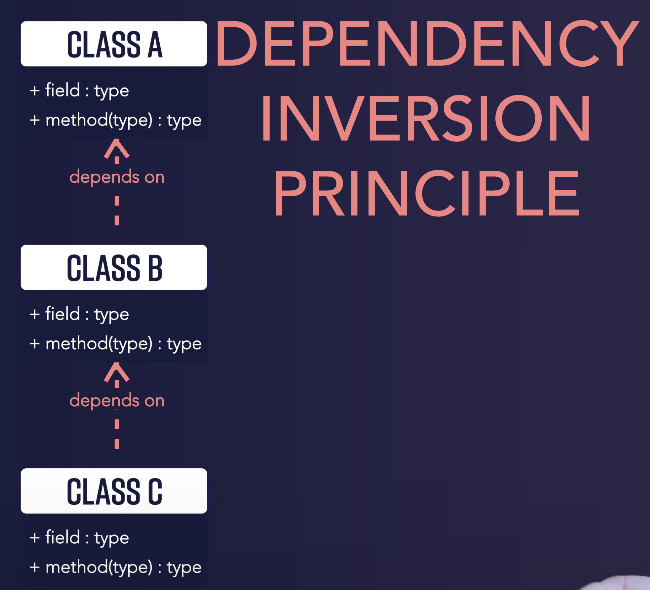 CLASS A
+ field : type
+ method(type) : type
DEPENDENCY
INVERSION
PRINCIPLE
depends on
CLASS B
+ field : type
+ method(type) : type
depends on
CLASS C
+ field : type
+ method(type) : type